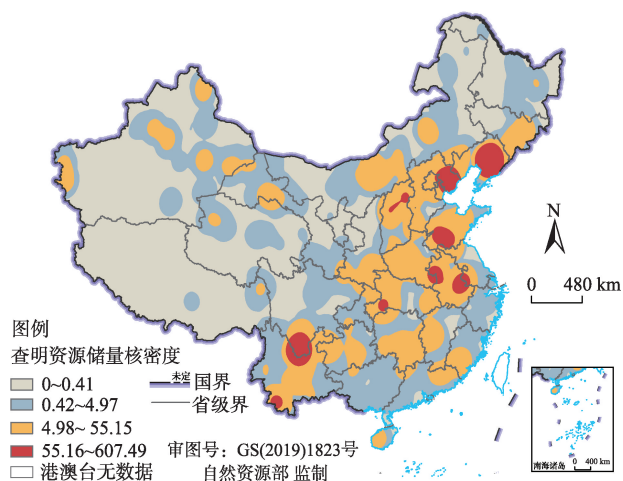 N
0 480 km
图例
查明资源储量核密度
0~0.41
0.42~4.97
4.98~ 55.15
55.16~607.49
港澳台无数据
未定 国界
省级界
审图号：GS(2019)1823号
自然资源部 监制
南海诸岛 0 400 km